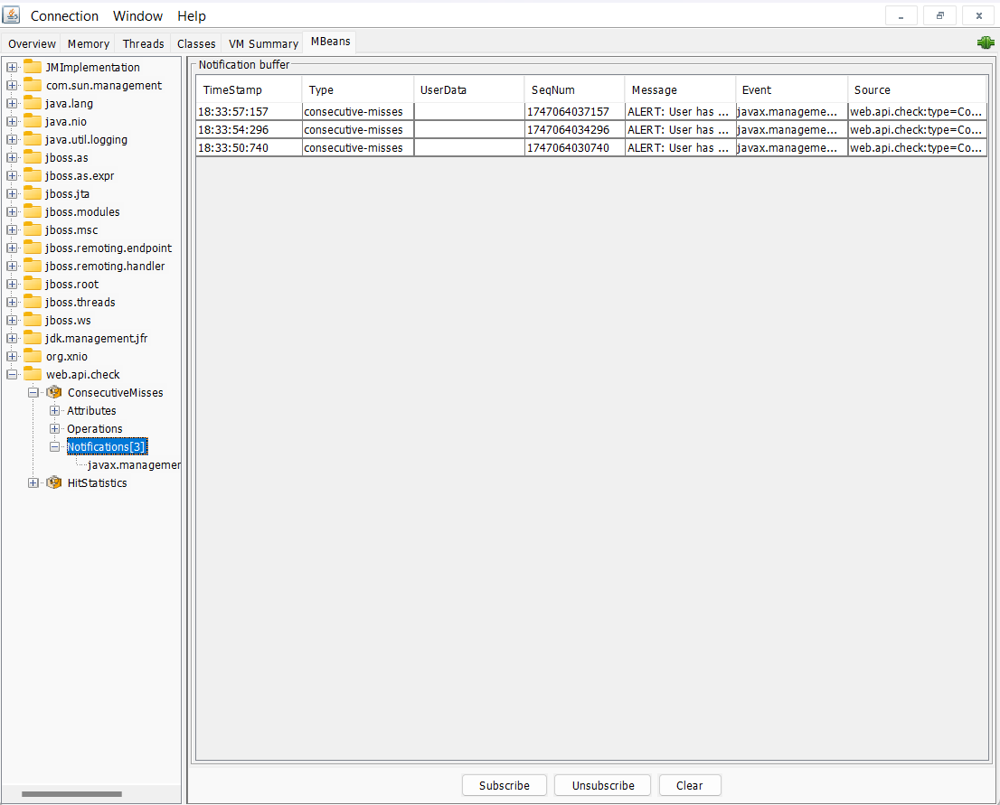 Connection Window Help
Overview Memory Threads Classes VM Summary MBeans
JMImplementation
com.sun.management
java.lang
java.nio
java.util.logging
jboss.as
jboss.as.expr
jboss.jta
jboss.modules
jboss.msc
jboss.remoting.endpoint
jboss.remoting.handler
jboss.root
jboss.threads
jboss.ws
jdk.management.jfr
org.xnio
web.api.check
ConsecutiveMisses
Attributes
Operations
Notifications[3]
javax.managemer
HitStatistics
Notification buffer
TimeStamp Type UserData SeqNum Message Event Source
18:33:57:157 consecutive-misses 1747064037157 ALERT: User has ... javax.manageme... web.api.check:type=Co...
18:33:54:296 consecutive-misses 1747064034296 ALERT: User has ... javax.manageme... web.api.check:type=Co...
18:33:50:740 consecutive-misses 1747064030740 ALERT: User has ... javax.manageme... web.api.check:type=Co...
Subscribe Unsubscribe Clear